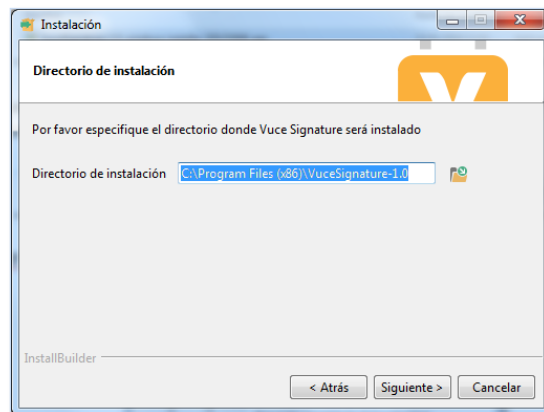 Instalación
Directorio de instalación
Por favor especifique el directorio donde Vuce Signature será instalado
Directorio de instalación C:\Program Files (x86)\VuceSignature-1.0
InstallBuilder
< Atrás Siguiente > Cancelar